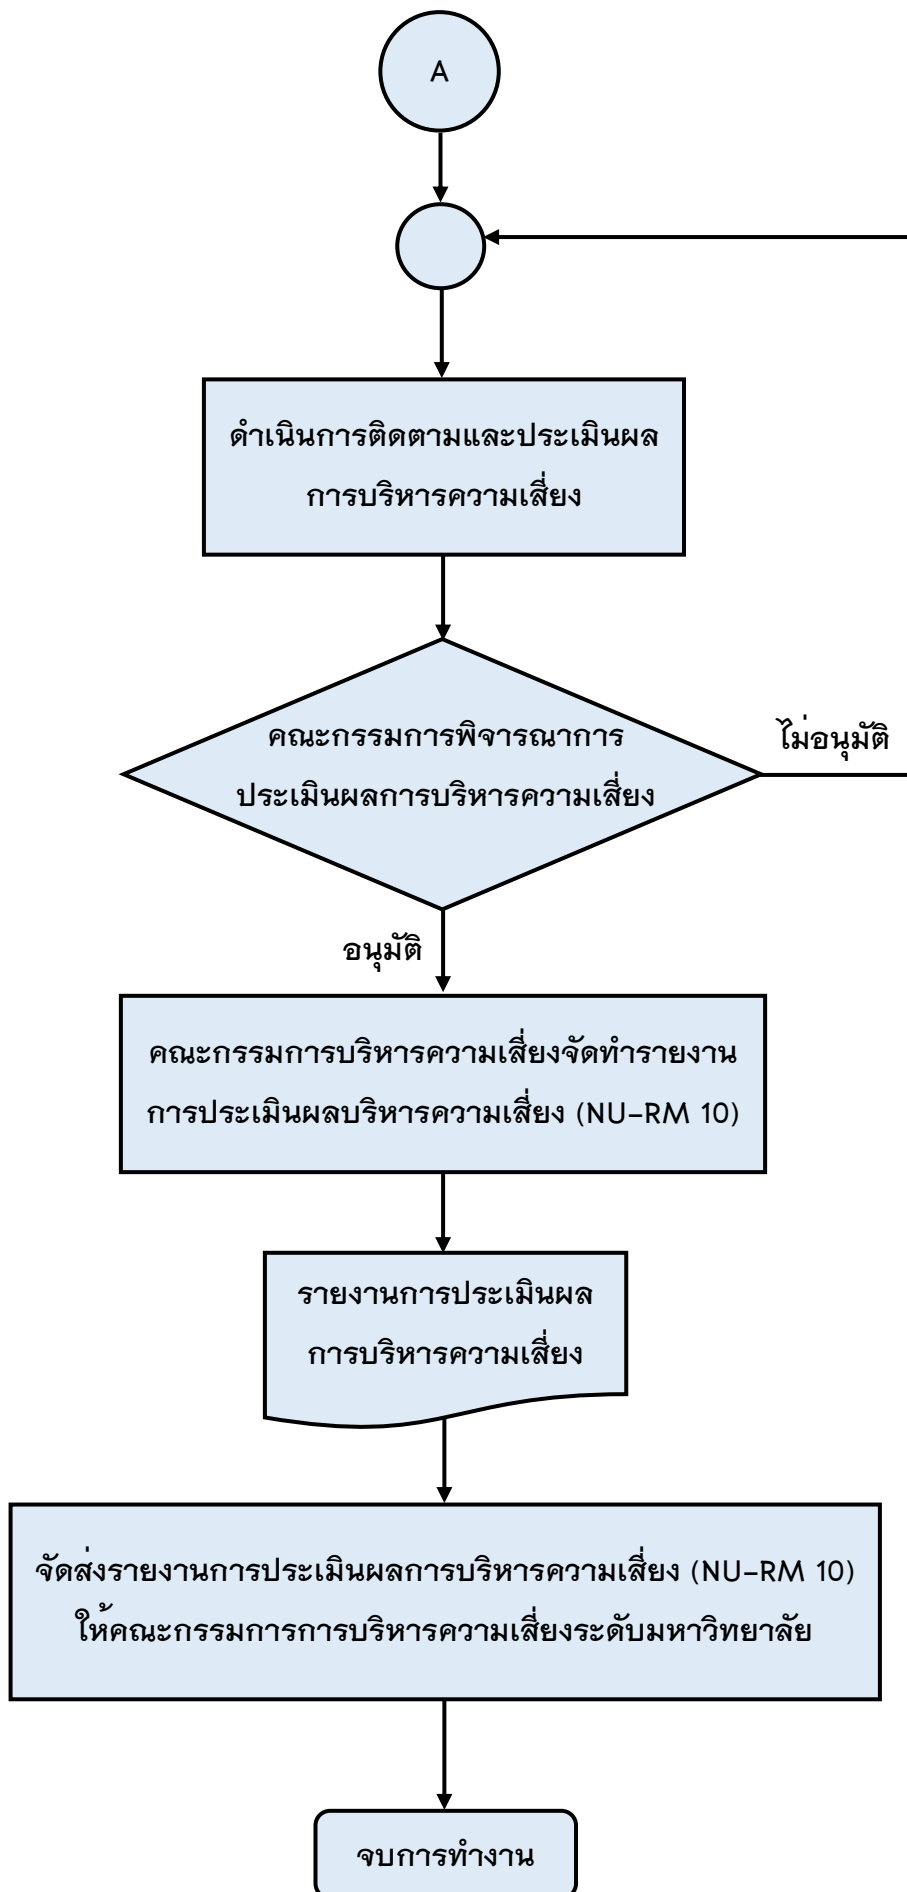 A
ดำเนินการติดตามและประเมินผล
การบริหารความเสี่ยง
คณะกรรมการพิจารณาการ
ประเมินผลการบริหารความเสี่ยง
ไม่อนุมัติ
อนุมัติ
คณะกรรมการบริหารความเสี่ยงจัดทำรายงาน
การประเมินผลบริหารความเสี่ยง (NU-RM 10)
รายงานการประเมินผล
การบริหารความเสี่ยง
จัดส่งรายงานการประเมินผลการบริหารความเสี่ยง (NU-RM 10)
ให้คณะกรรมการการบริหารความเสี่ยงระดับมหาวิทยาลัย
จบการทำงาน